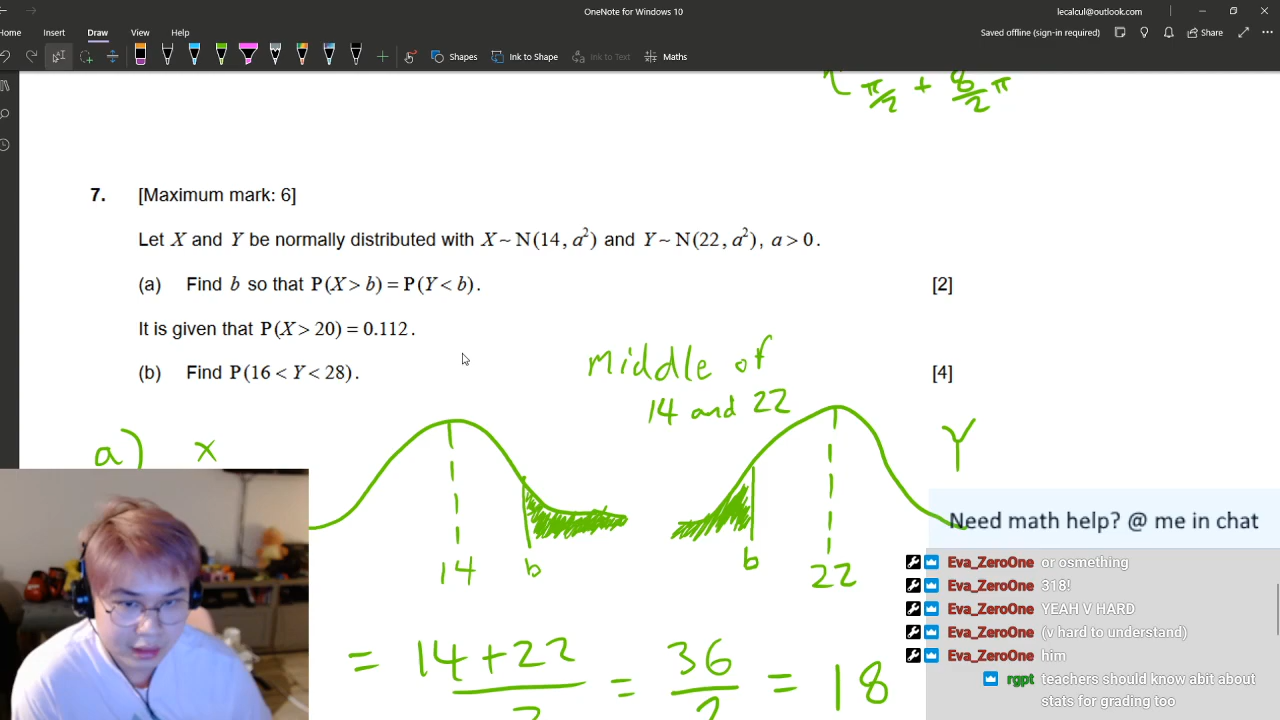 OneNote for Windows 10
lecalcul@outlook.com
Home Insert Draw View Help
Saved offline (sign-in required)
Share
Shapes
Ink to Shape
Ink to Text
Maths
π/2 + 8/2 π
7. [Maximum mark: 6]
Let X and Y be normally distributed with X ~ N(14, a²) and Y ~ N(22, a²), a > 0.
(a) Find b so that P(X > b) = P(Y < b). [2]
It is given that P(X > 20) = 0.112.
(b) Find P(16 < Y < 28). [4]
middle of
14 and 22
a) X
Y
14 b b 22
= 14+22/2 = 36/2 = 18
Need math help? @ me in chat
Eva_ZeroOne or osmething
Eva_ZeroOne 318!
Eva_ZeroOne YEAH V HARD
Eva_ZeroOne (v hard to understand)
Eva_ZeroOne him
rgpt teachers should know abit about
stats for grading too